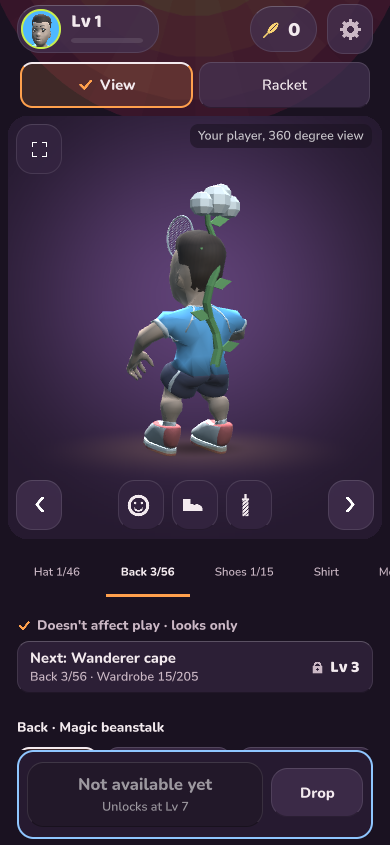 Lv 1
0
View
Racket
Your player, 360 degree view
Hat 1/46
Back 3/56
Shoes 1/15
Shirt
Doesn't affect play · looks only
Next: Wanderer cape
Back 3/56 · Wardrobe 15/205
Lv 3
Back · Magic beanstalk
Not available yet
Unlocks at Lv 7
Drop